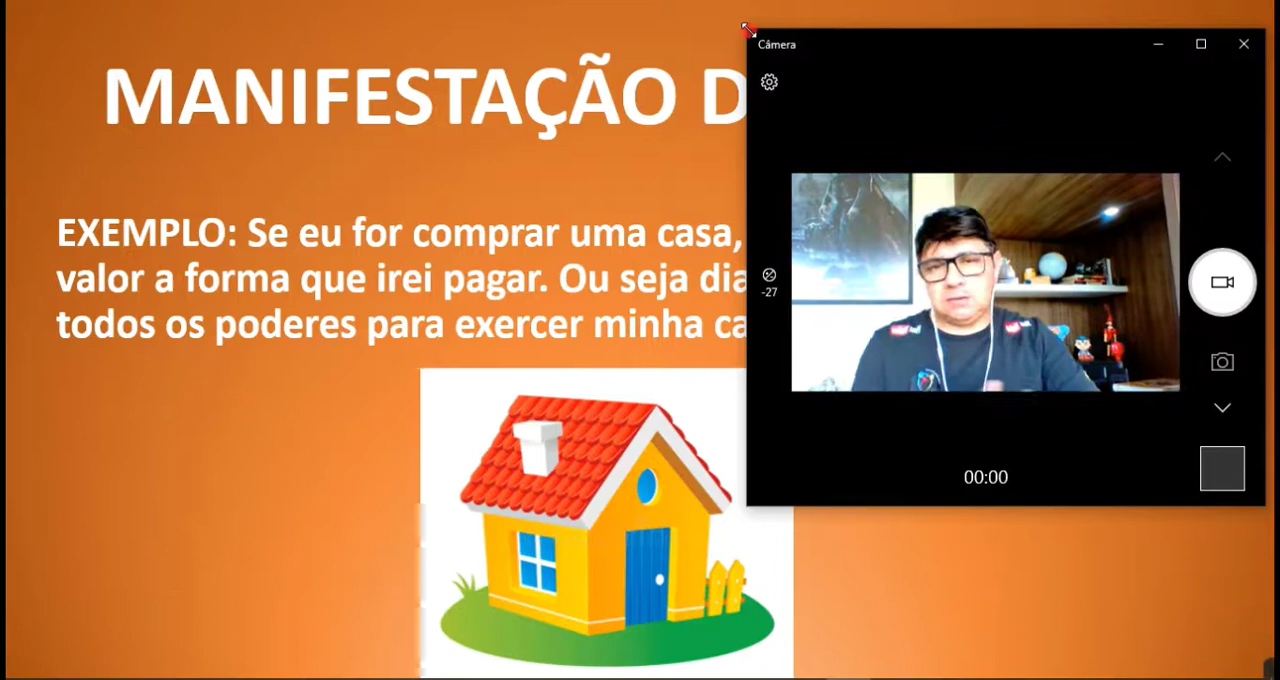 MANIFESTAÇÃO D
EXEMPLO: Se eu for comprar uma casa,
valor a forma que irei pagar. Ou seja dia
todos os poderes para exercer minha ca
Câmera
-27
00:00